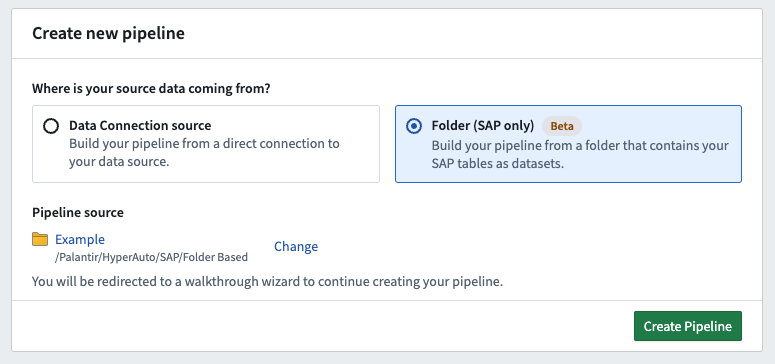 Create new pipeline
Where is your source data coming from?
Data Connection source
Build your pipeline from a direct connection to
your data source.
Folder (SAP only) Beta
Build your pipeline from a folder that contains your
SAP tables as datasets.
Pipeline source
Example
/Palantir/HyperAuto/SAP/Folder Based
Change
You will be redirected to a walkthrough wizard to continue creating your pipeline.
Create Pipeline